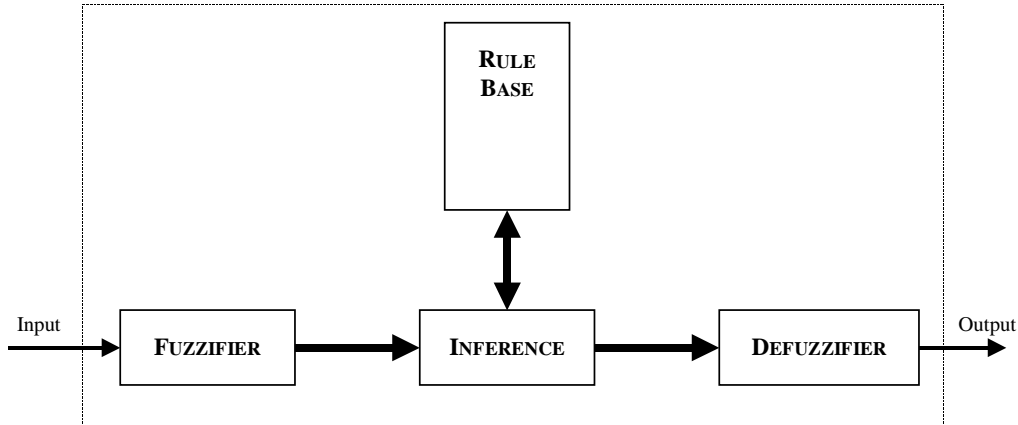 RULE
BASE
Input
FUZZIFIER
INFERENCE
DEFUZZIFIER
Output